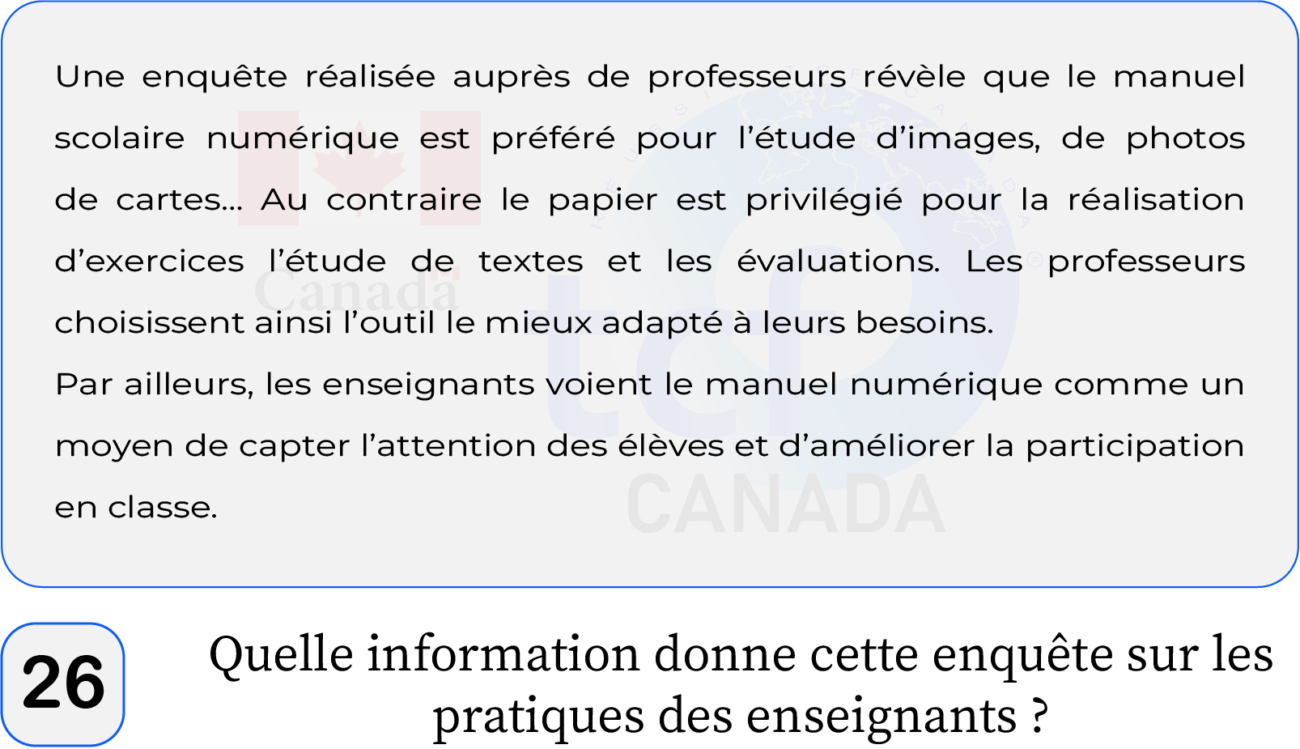 Une enquête réalisée auprès de professeurs révèle que le manuel
scolaire numérique est préféré pour l'étude d'images, de photos
de cartes... Au contraire le papier est privilégié pour la réalisation
d'exercices l'étude de textes et les évaluations. Les professeurs
choisissent ainsi l'outil le mieux adapté à leurs besoins.
Par ailleurs, les enseignants voient le manuel numérique comme un
moyen de capter l'attention des élèves et d'améliorer la participation
en classe.
Canada
tcf
CANADA
26
Quelle information donne cette enquête sur les
pratiques des enseignants ?